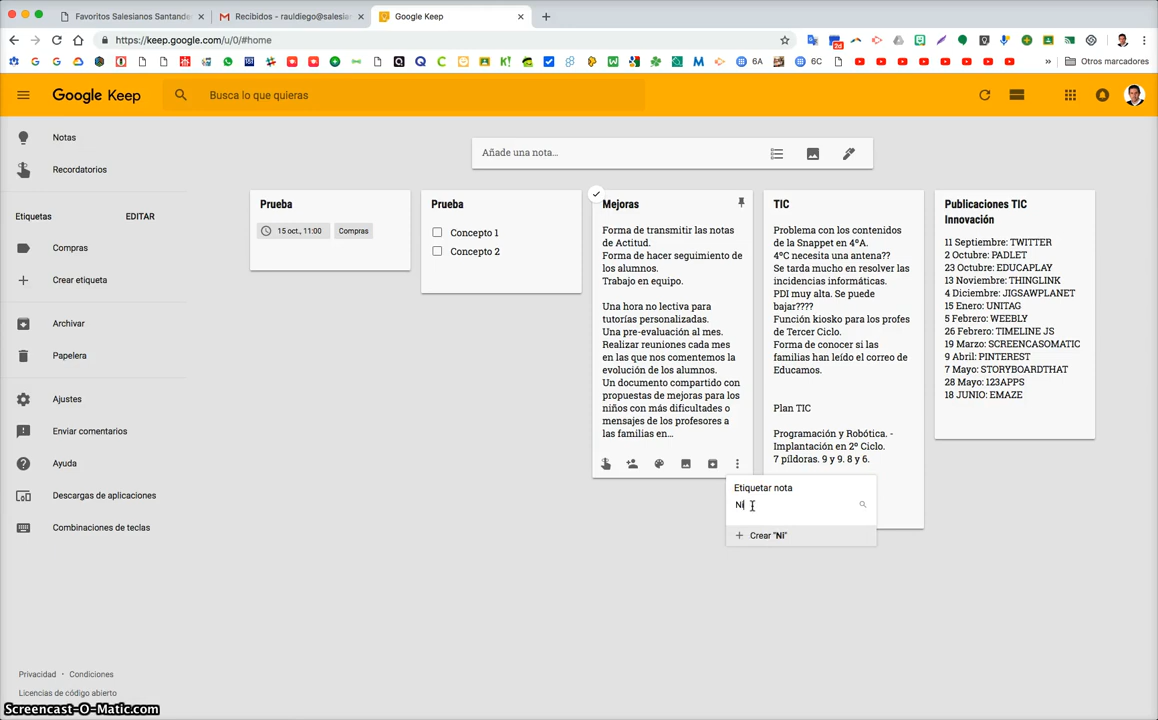 Favoritos Salesianos Santande
Recibidos - rauldiego@salesia
Google Keep
https://keep.google.com/u/0/#home
6A
6C
Otros marcadores
Google Keep
Busca lo que quieras
Notas
Recordatorios
Etiquetas
EDITAR
Compras
Crear etiqueta
Archivar
Papelera
Ajustes
Enviar comentarios
Ayuda
Descargas de aplicaciones
Combinaciones de teclas
Privacidad · Condiciones
Licencias de código abierto
Añade una nota...
Prueba
15 oct., 11:00
Compras
Prueba
Concepto 1
Concepto 2
Mejoras
Forma de transmitir las notas
de Actitud.
Forma de hacer seguimiento de
los alumnos.
Trabajo en equipo.
Una hora no lectiva para
tutorías personalizadas.
Una pre-evaluación al mes.
Realizar reuniones cada mes
en las que nos comentemos la
evolución de los alumnos.
Un documento compartido con
propuestas de mejoras para los
niños con más dificultades o
mensajes de los profesores a
las familias en...
TIC
Problema con los contenidos
de la Snappet en 4ºA.
4ºC necesita una antena??
Se tarda mucho en resolver las
incidencias informáticas.
PDI muy alta. Se puede
bajar????
Función kiosko para los profes
de Tercer Ciclo.
Forma de conocer si las
familias han leído el correo de
Educamos.
Plan TIC
Programación y Robótica. -
Implantación en 2º Ciclo.
7 píldoras. 9 y 9. 8 y 6.
Publicaciones TIC
Innovación
11 Septiembre: TWITTER
2 Octubre: PADLET
23 Octubre: EDUCAPLAY
13 Noviembre: THINGLINK
4 Diciembre: JIGSAWPLANET
15 Enero: UNITAG
5 Febrero: WEEBLY
26 Febrero: TIMELINE JS
19 Marzo: SCREENCASOMATIC
9 Abril: PINTEREST
7 Mayo: STORYBOARDTHAT
28 Mayo: 123APPS
18 JUNIO: EMAZE
Etiquetar nota
Ni
Crear "Ni"
Screencast-O-Matic.com